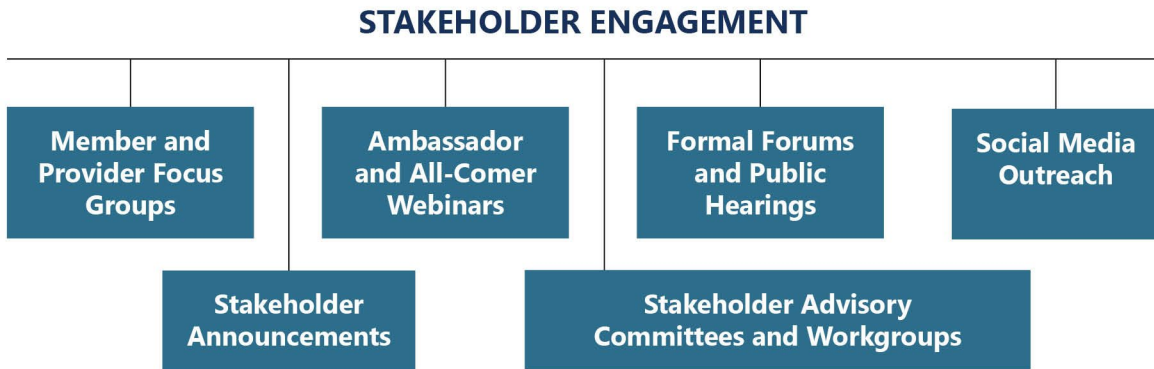 STAKEHOLDER ENGAGEMENT
Member and
Provider Focus
Groups
Ambassador
and All-Comer
Webinars
Formal Forums
and Public
Hearings
Social Media
Outreach
Stakeholder
Announcements
Stakeholder Advisory
Committees and Workgroups